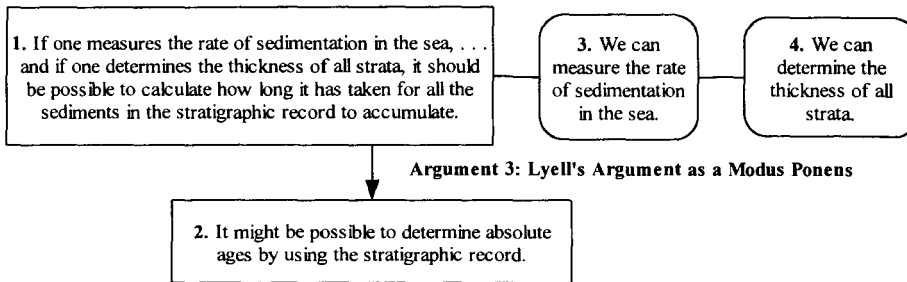 1. If one measures the rate of sedimentation in the sea, . . .
and if one determines the thickness of all strata, it should
be possible to calculate how long it has taken for all the
sediments in the stratigraphic record to accumulate.
3. We can
measure the rate
of sedimentation
in the sea.
4. We can
determine the
thickness of all
strata.
Argument 3: Lyell's Argument as a Modus Ponens
2. It might be possible to determine absolute
ages by using the stratigraphic record.